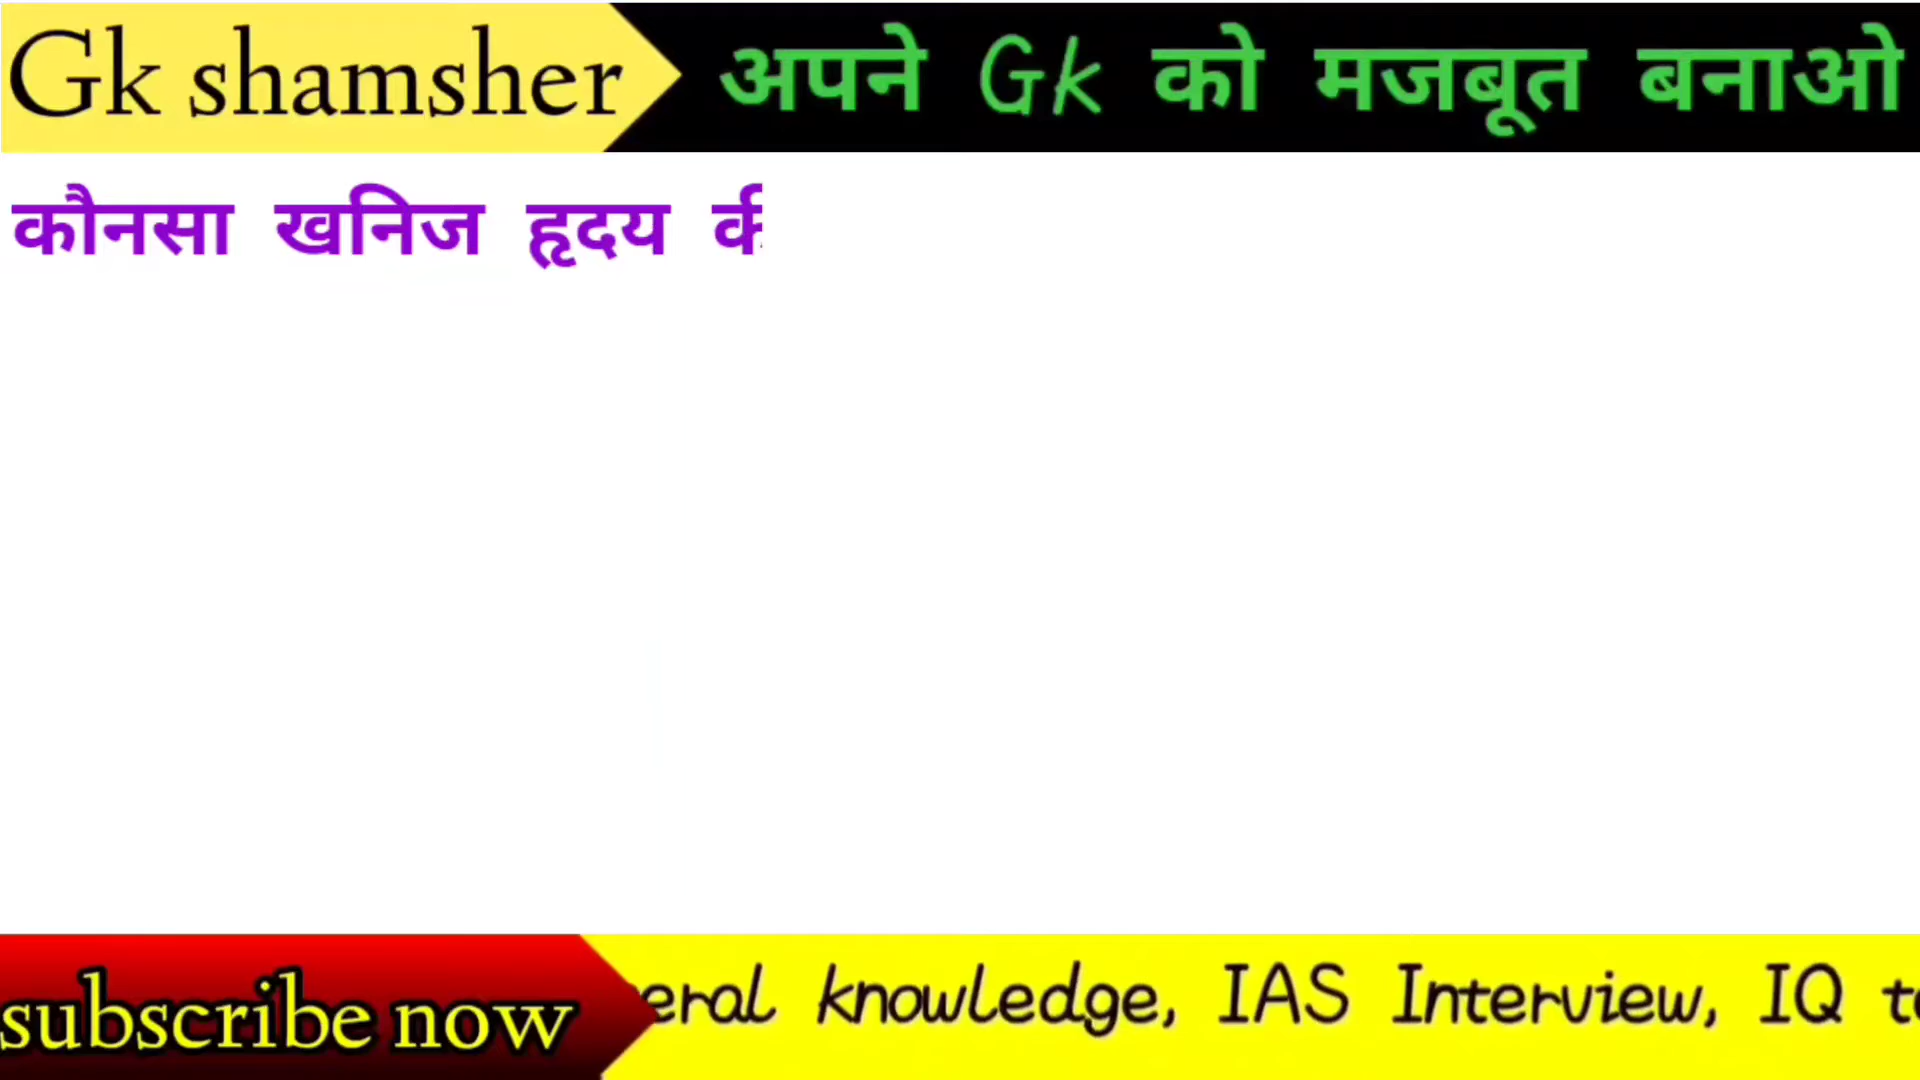 Gk shamsher
अपने Gk को मजबूत बनाओ
कौनसा खनिज हृदय
subscribe now
knowledge, IAS Interview, IQ